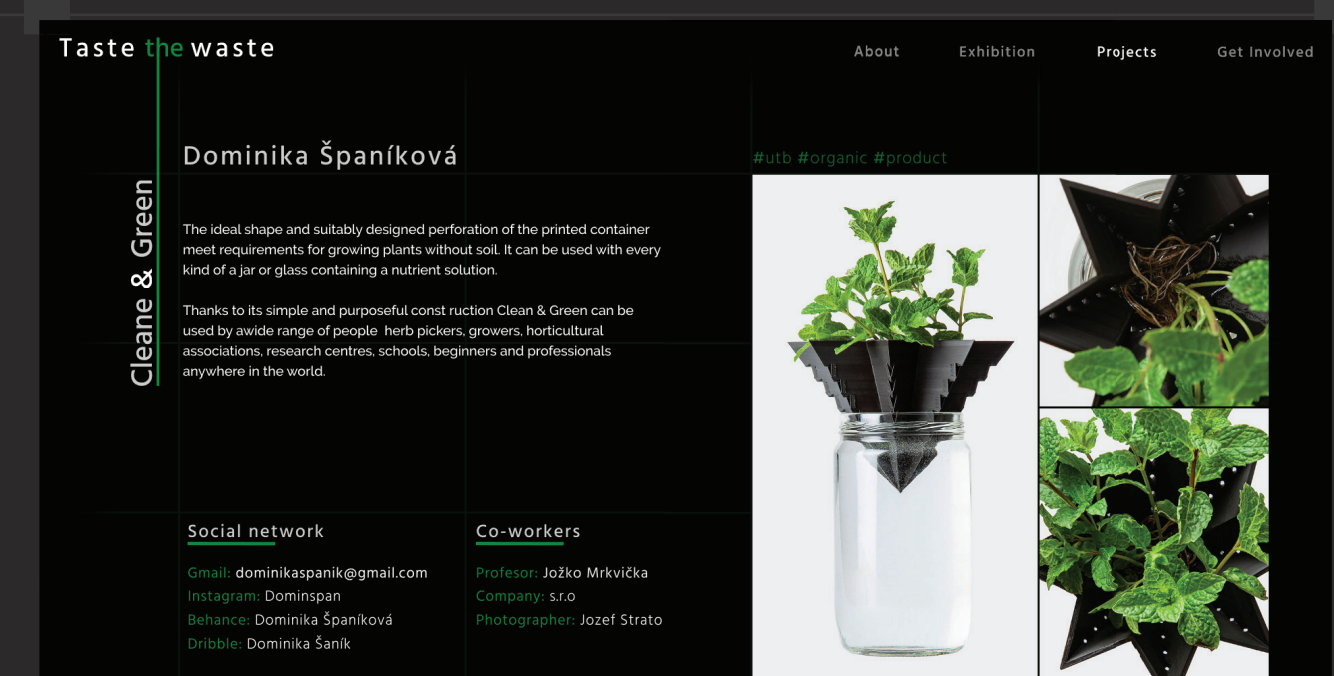 Taste the waste
About
Exhibition
Projects
Get Involved
Dominika Španíková
#utb #organic #product
Cleane & Green
The ideal shape and suitably designed perforation of the printed container
meet requirements for growing plants without soil. It can be used with every
kind of a jar or glass containing a nutrient solution.
Thanks to its simple and purposeful const ruction Clean & Green can be
used by awide range of people  herb pickers, growers, horticultural
associations, research centres, schools, beginners and professionals
anywhere in the world.
Social network
Gmail: dominikaspanik@gmail.com
Instagram: Dominspan
Behance: Dominika Španíková
Dribble: Dominika Šaník
Co-workers
Profesor: Jožko Mrkvička
Company: s.r.o
Photographer: Jozef Strato